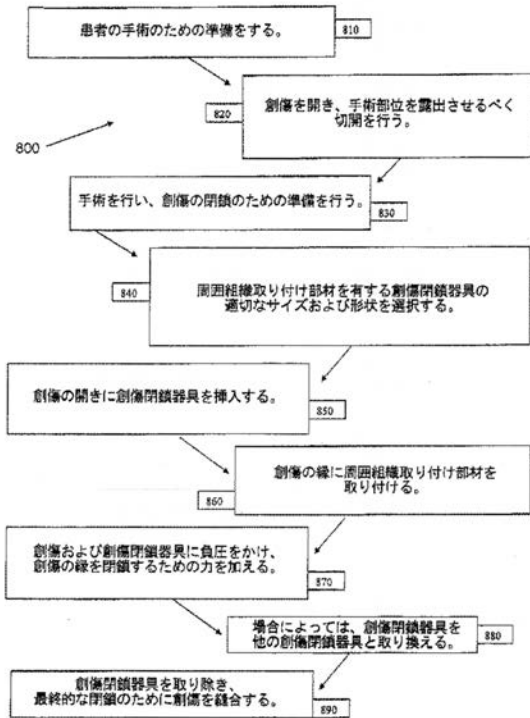 患者の手術のための準備をする。
810
創傷を開き、手術部位を露出させるべく
切開を行う。
820
800
手術を行い、創傷の閉鎖のための準備を行う。
830
周囲組織取り付け部材を有する創傷閉鎖器具の
適切なサイズおよび形状を選択する。
840
創傷の開きに創傷閉鎖器具を挿入する。
850
創傷の縁に周囲組織取り付け部材を
取り付ける。
860
創傷および創傷閉鎖器具に負圧をかけ、
創傷の縁を閉鎖するための力を加える。
870
場合によっては、創傷閉鎖器具を
他の創傷閉鎖器具と取り換える。
880
創傷閉鎖器具を取り除き、
最終的な閉鎖のために創傷を縫合する。
890